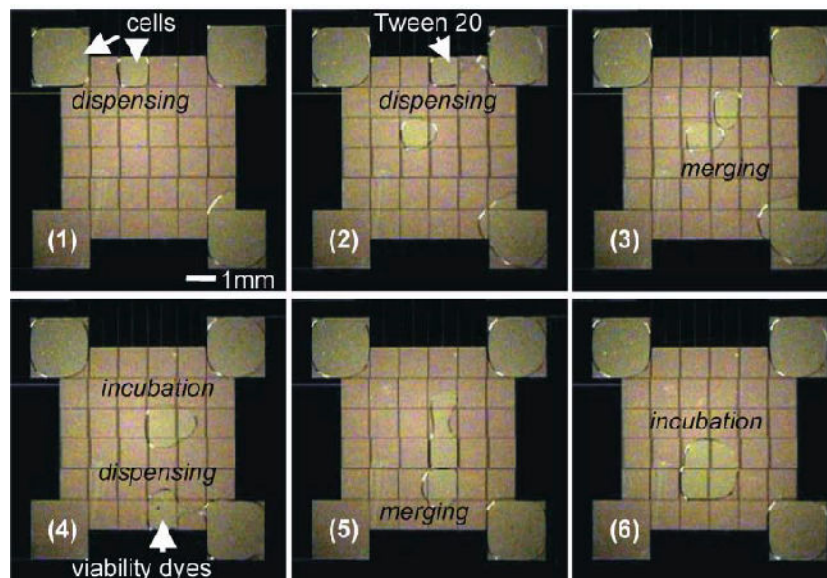 cells
dispensing
(1)
1mm
Tween 20
dispensing
(2)
merging
(3)
incubation
dispensing
(4)
viability dyes
merging
(5)
incubation
(6)